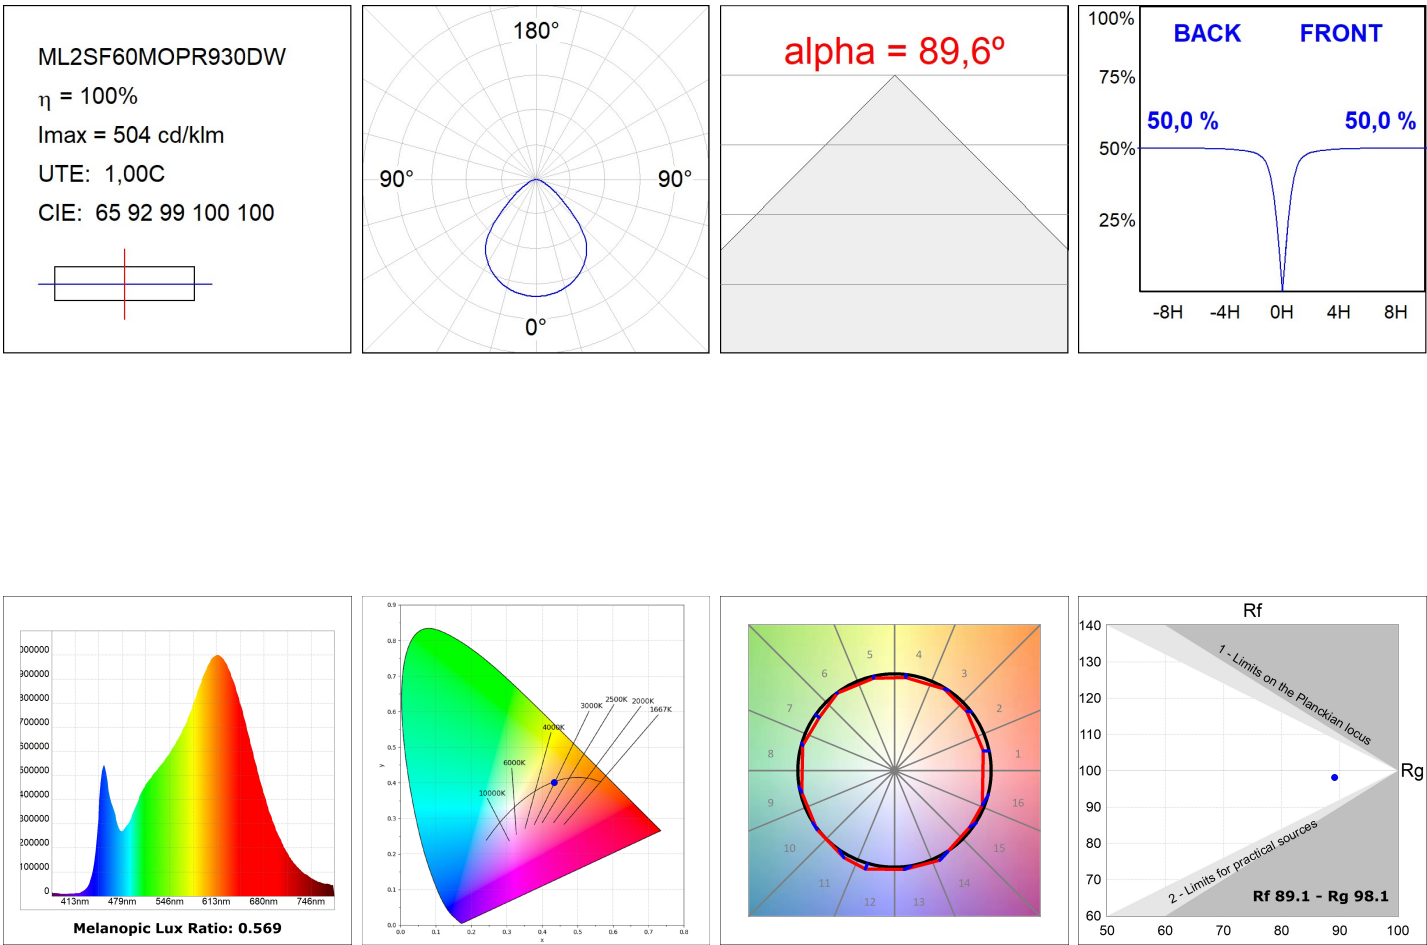 ML2SF60MOPR930DW
η = 100%
Imax = 504 cd/klm
UTE:  1,00C
CIE:  65 92 99 100 100
180°
90°
90°
0°
alpha = 89,6º
100%
75%
50%
25%
BACK
FRONT
50,0 %
50,0 %
-8H
-4H
0H
4H
8H
900000
800000
700000
600000
500000
400000
300000
200000
100000
0
413nm
479nm
546nm
613nm
680nm
746nm
Melanopic Lux Ratio: 0.569
0.9
0.8
0.7
0.6
0.5
y
0.4
0.3
0.2
0.1
0.0
0.0
0.1
0.2
0.3
0.4
0.5
0.6
0.7
0.8
x
10000K
6000K
4000K
3000K
2500K
2000K
1667K
1
2
3
4
5
6
7
8
9
10
11
12
13
14
15
16
Rf
140
130
120
110
100
90
80
70
60
50
60
70
80
90
100
Rg
1 - Limits on the Planckian locus
2 - Limits for practical sources
Rf 89.1 - Rg 98.1